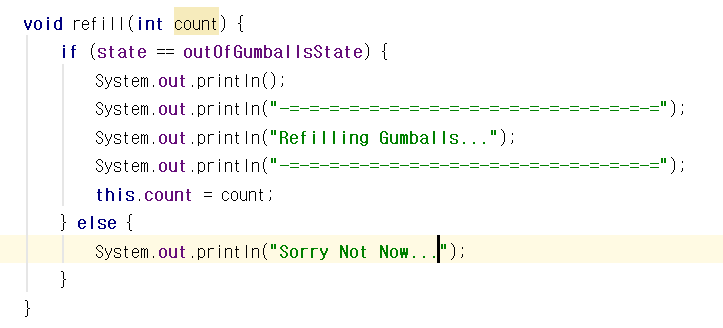 void refill(int count) {
    if (state == outOfGumballsState) {
        System.out.println();
        System.out.println("-=-=-=-=-=-=-=-=-=-=-=-=-=-=-=-=-=-=-=");
        System.out.println("Refilling Gumballs...");
        System.out.println("-=-=-=-=-=-=-=-=-=-=-=-=-=-=-=-=-=-=-=");
        this.count = count;
    } else {
        System.out.println("Sorry Not Now...");
    }
}